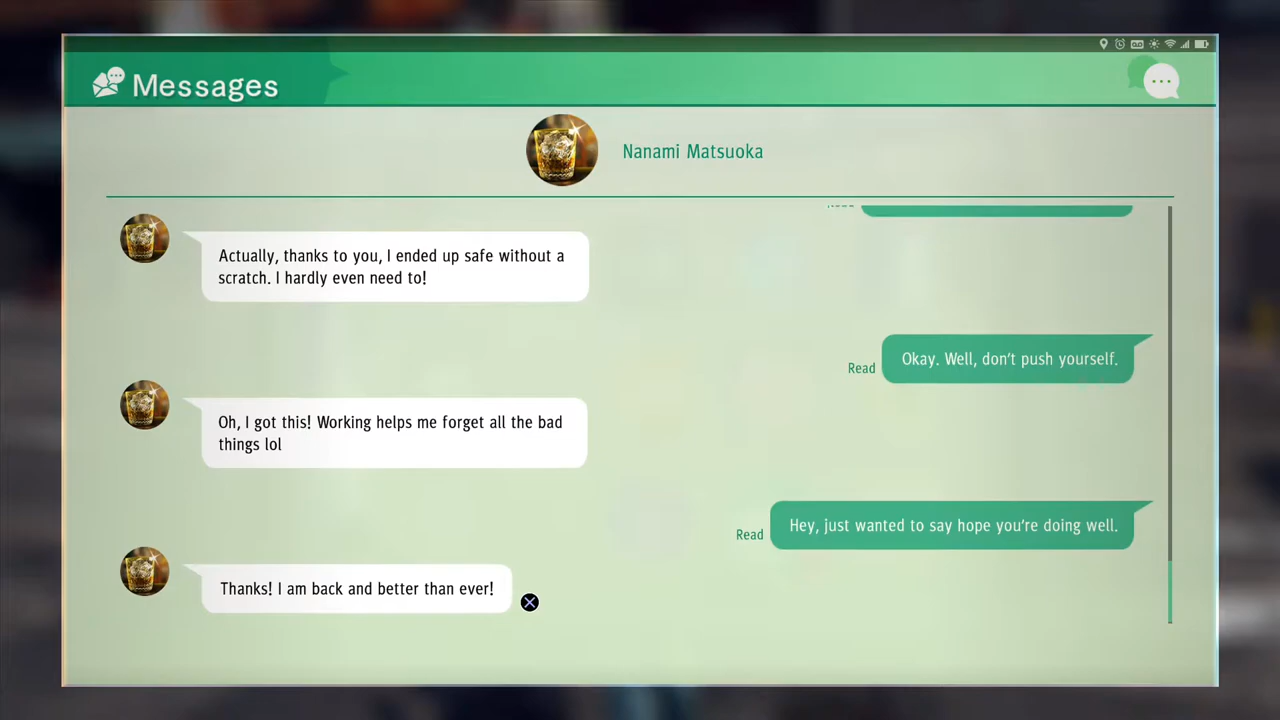 Messages
Nanami Matsuoka
Actually, thanks to you, I ended up safe without a
scratch. I hardly even need to!
Okay. Well, don't push yourself.
Read
Oh, I got this! Working helps me forget all the bad
things lol
Hey, just wanted to say hope you're doing well.
Read
Thanks! I am back and better than ever!